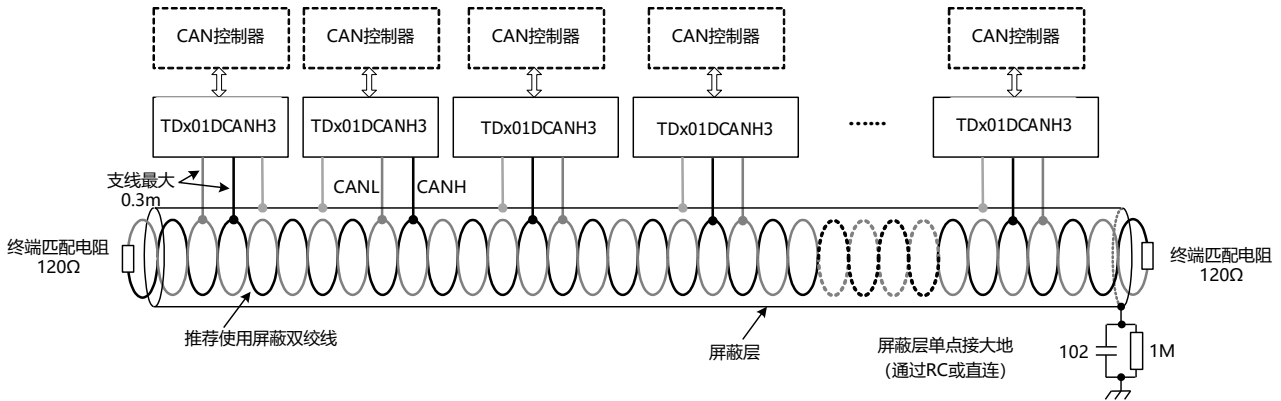 CAN控制器
CAN控制器
CAN控制器
CAN控制器
CAN控制器
TDx01DCANH3
TDx01DCANH3
TDx01DCANH3
TDx01DCANH3
······
TDx01DCANH3
支线最大
0.3m
CANL
CANH
终端匹配电阻
120Ω
终端匹配电阻
120Ω
推荐使用屏蔽双绞线
屏蔽层
屏蔽层单点接大地
(通过RC或直连)
102
1M